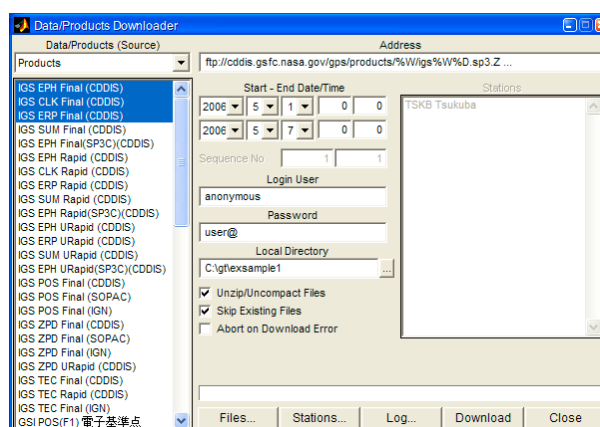 Data/Products Downloader
Data/Products (Source)
Address
Products
ftp://cddis.gsfc.nasa.gov/gps/products/%W/igs%W%D.sp3.Z ...
IGS EPH Final (CDDIS)
IGS CLK Final (CDDIS)
IGS ERP Final (CDDIS)
IGS SUM Final (CDDIS)
IGS EPH Final(SP3C)(CDDIS)
IGS EPH Rapid (CDDIS)
IGS CLK Rapid (CDDIS)
IGS ERP Rapid (CDDIS)
IGS SUM Rapid (CDDIS)
IGS EPH Rapid(SP3C)(CDDIS)
IGS EPH URapid (CDDIS)
IGS ERP URapid (CDDIS)
IGS SUM URapid (CDDIS)
IGS EPH URapid(SP3C)(CDDIS)
IGS POS Final (CDDIS)
IGS POS Final (SOPAC)
IGS POS Final (IGN)
IGS ZPD Final (CDDIS)
IGS ZPD Final (SOPAC)
IGS ZPD Final (IGN)
IGS ZPD URapid (CDDIS)
IGS TEC Final (CDDIS)
IGS TEC Rapid (CDDIS)
IGS TEC Final (IGN)
GSI POS(F1) 電子基準点
Start - End Date/Time
2006 5 1 0 0
2006 5 7 0 0
Sequence No 1 1
Login User
anonymous
Password
user@
Local Directory
C:\gt\exsample1 ...
Unzip/Uncompact Files
Skip Existing Files
Abort on Download Error
Stations
TSKB Tsukuba
Files... Stations... Log... Download Close